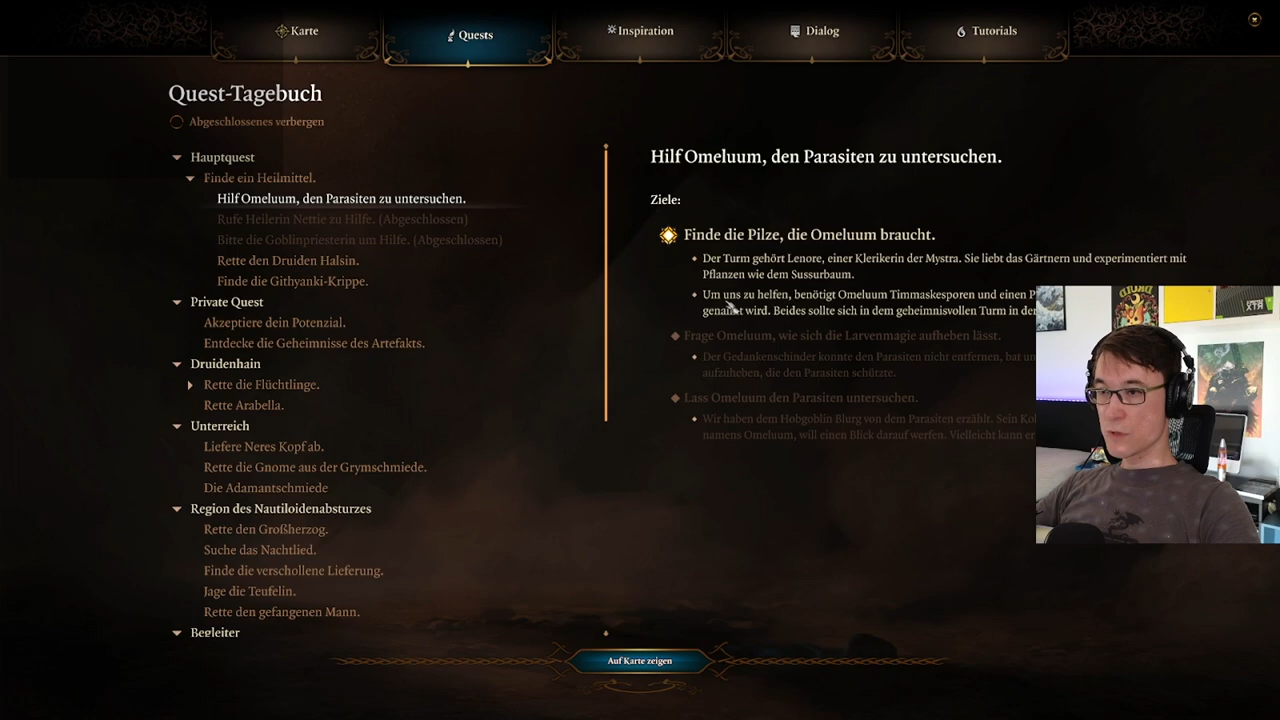 Karte
Quests
Inspiration
Dialog
Tutorials
Quest-Tagebuch
Abgeschlossenes verbergen
Hauptquest
Finde ein Heilmittel.
Hilf Omeluum, den Parasiten zu untersuchen.
Rufe Heilerin Nettie zu Hilfe. (Abgeschlossen)
Bitte die Goblinpriesterin um Hilfe. (Abgeschlossen)
Rette den Druiden Halsin.
Finde die Githyanki-Krippe.
Private Quest
Akzeptiere dein Potenzial.
Entdecke die Geheimnisse des Artefakts.
Druidenhain
Rette die Flüchtlinge.
Rette Arabella.
Unterreich
Liefere Neres Kopf ab.
Rette die Gnome aus der Grymschmiede.
Die Adamantschmiede
Region des Nautiloidenabsturzes
Rette den Großherzog.
Suche das Nachtlied.
Finde die verschollene Lieferung.
Jage die Teufelin.
Rette den gefangenen Mann.
Begleiter
Hilf Omeluum, den Parasiten zu untersuchen.
Ziele:
Finde die Pilze, die Omeluum braucht.
Der Turm gehört Lenore, einer Klerikerin der Mystra. Sie liebt das Gärtnern und experimentiert mit
Pflanzen wie dem Sussurbaum.
Um uns zu helfen, benötigt Omeluum Timmaskesporen und einen
genannt wird. Beides sollte sich in dem geheimnisvollen Turm in
Frage Omeluum, wie sich die Larvenmagie aufheben lässt.
Der Gedankenschinder konnte den Parasiten nicht entfernen, bat
aufzuheben, die den Parasiten schützte.
Lass Omeluum den Parasiten untersuchen.
Wir haben dem Hobgoblin Blurg von dem Parasiten erzählt. Sein
namens Omeluum, will einen Blick darauf werfen. Vielleicht kann er
Auf Karte zeigen